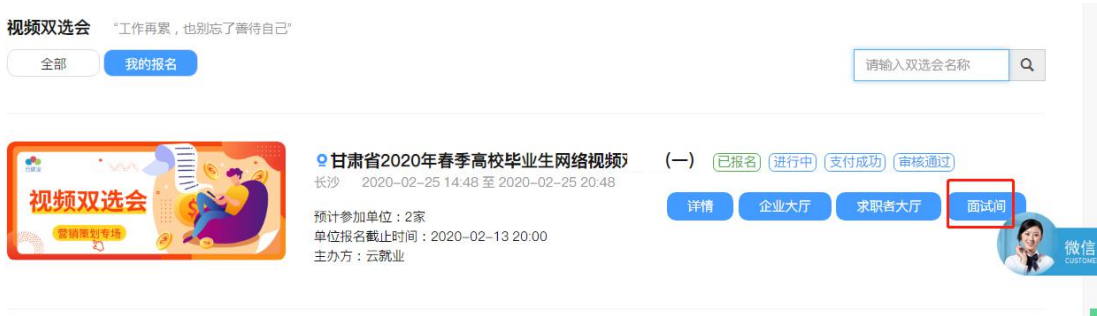 视频双选会 “工作再累，也别忘了善待自己”
全部 我的报名 请输入双选会名称
视频双选会
营销策划专场
甘肃省2020年春季高校毕业生网络视频 （一） 已报名 进行中 支付成功 审核通过
长沙 2020-02-25 14:48 至 2020-02-25 20:48
详情 企业大厅 求职者大厅 面试间
预计参加单位：2家
单位报名截止时间：2020-02-13 20:00
主办方：云就业
微信
CUSTOME